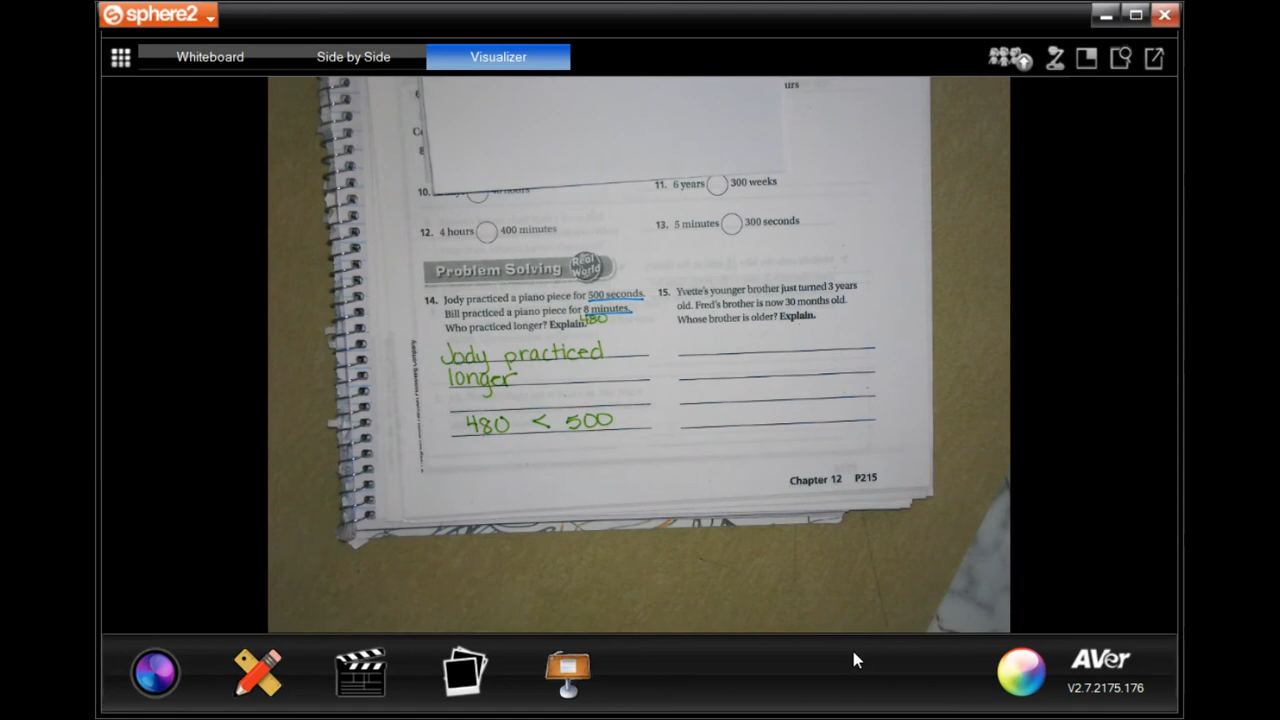 sphere2
Whiteboard Side by Side Visualizer
urs
10. hours
11. 6 years 300 weeks
12. 4 hours 400 minutes
13. 5 minutes 300 seconds
Problem Solving Real World
14. Jody practiced a piano piece for 500 seconds.
Bill practiced a piano piece for 8 minutes.
Who practiced longer? Explain.
480
Jody practiced
longer
480 < 500
15. Yvette's younger brother just turned 3 years
old. Fred's brother is now 30 months old.
Whose brother is older? Explain.
Chapter 12 P215
AVer
V2.7.2175.176